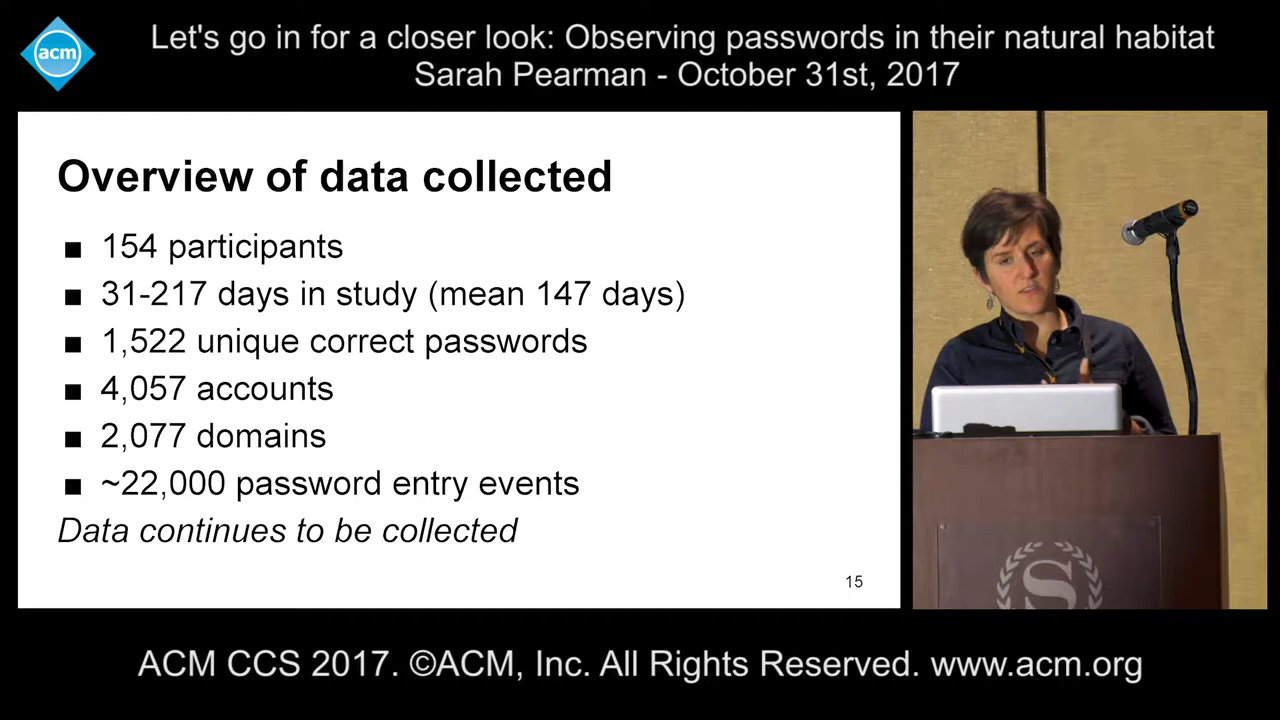 acm
Let's go in for a closer look: Observing passwords in their natural habitat
Sarah Pearman - October 31st, 2017
Overview of data collected
■ 154 participants
■ 31-217 days in study (mean 147 days)
■ 1,522 unique correct passwords
■ 4,057 accounts
■ 2,077 domains
■ ~22,000 password entry events
Data continues to be collected
15
S
ACM CCS 2017. ©ACM, Inc. All Rights Reserved. www.acm.org